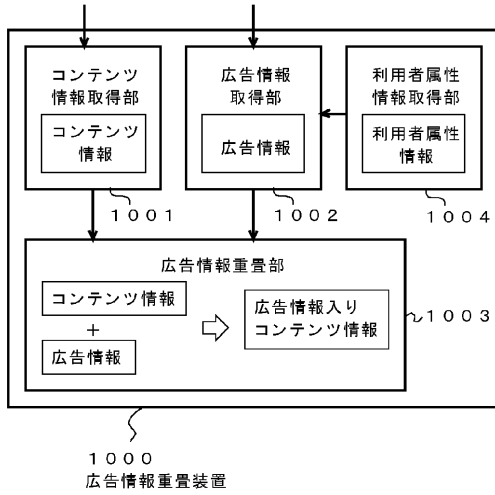 コンテンツ
情報取得部
コンテンツ
情報
1001
広告情報
取得部
広告情報
1002
利用者属性
情報取得部
利用者属性
情報
1004
広告情報重畳部
コンテンツ情報
+
広告情報
広告情報入り
コンテンツ情報
1003
1000
広告情報重畳装置